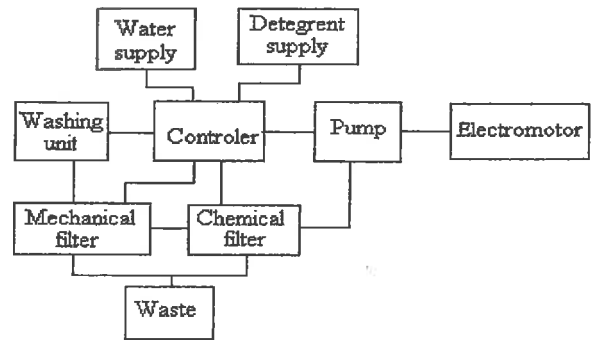 Water
supply
Detegrent
supply
Washing
unit
Controler
Pump
Electromotor
Mechanical
filter
Chemical
filter
Waste